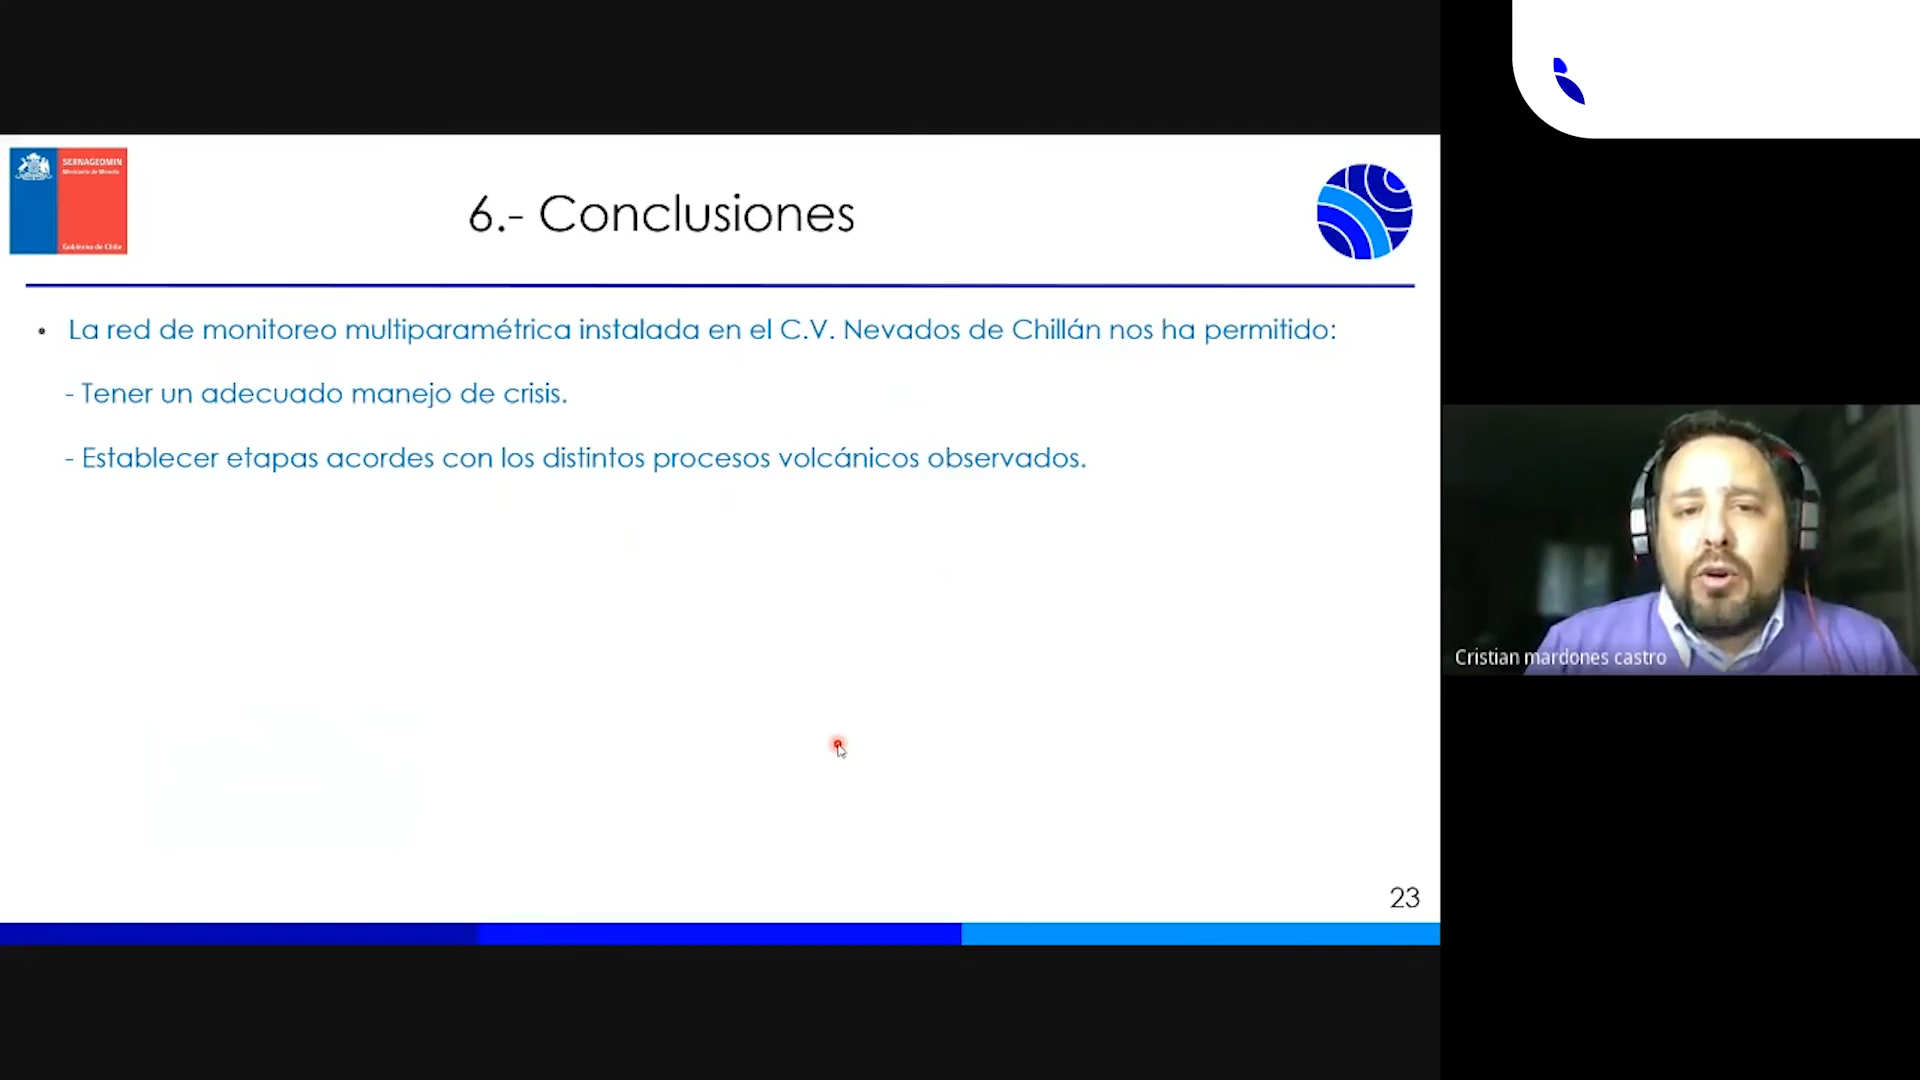 SERNAGEOMIN
Ministerio de Minería
Gobierno de Chile
6.- Conclusiones
• La red de monitoreo multiparamétrica instalada en el C.V. Nevados de Chillán nos ha permitido:
- Tener un adecuado manejo de crisis.
- Establecer etapas acordes con los distintos procesos volcánicos observados.
23
Cristian mardones castro